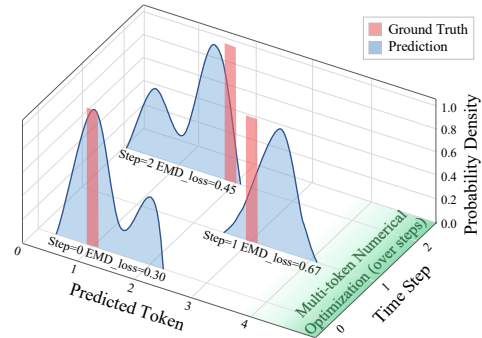 Ground Truth
Prediction
1.0
0.8
0.6
0.4
0.2
0.0
Probability Density
Step=2 EMD_loss=0.45
Step=1 EMD_loss=0.67
Step=0 EMD_loss=0.30
Multi-token Numerical
Optimization (over steps)
0
1
2
3
4
Predicted Token
0
1
2
Time Step